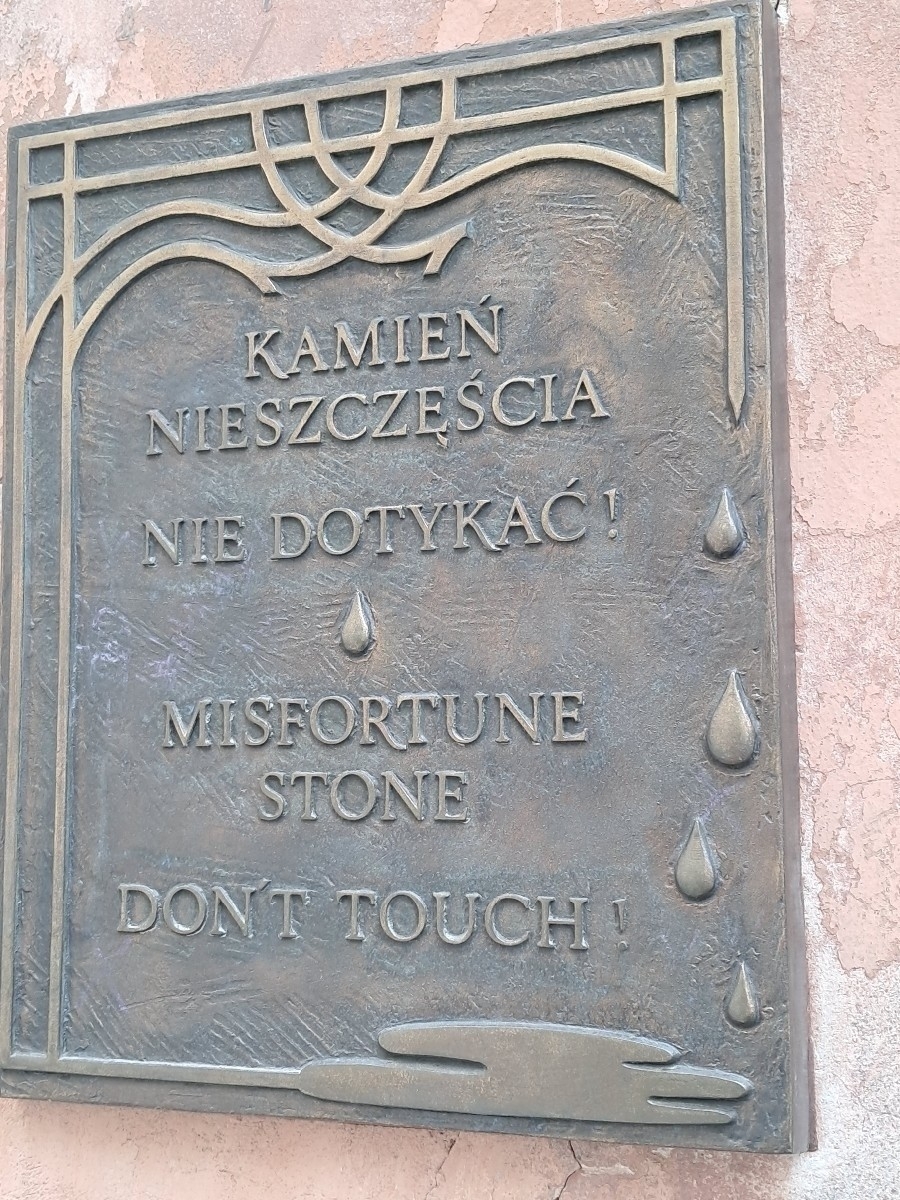 KAMIEŃ
NIESZCZĘŚCIA
NIE DOTYKAĆ!
MISFORTUNE
STONE
DON'T TOUCH!